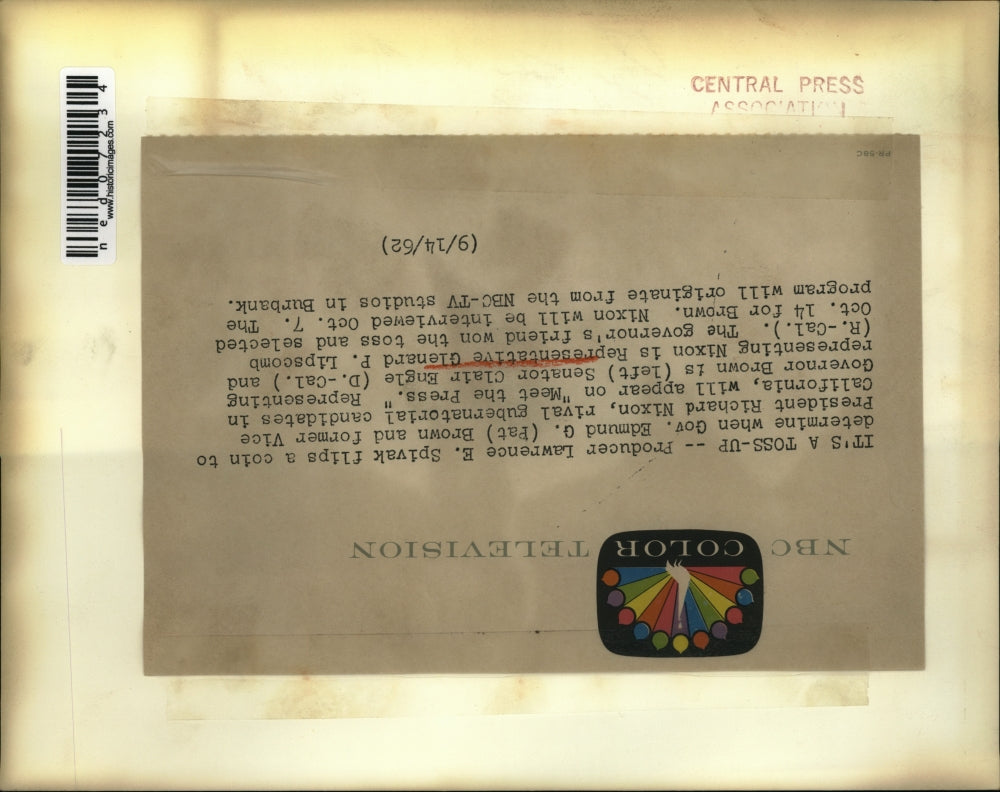 CENTRAL PRESS
ASSOCIATION
ned07234
www.historicimages.com
NBC COLOR TELEVISION
IT'S A TOSS-UP -- Producer Lawrence E. Spivak flips a coin to
determine when Gov. Edmund G. (Pat) Brown and former Vice
President Richard Nixon, rival gubernatorial candidates in
California, will appear on "Meet the Press." Representing
Governor Brown is (left) Senator Clair Engle (D.-Cal.) and
representing Nixon is Representative Glenard P. Lipscomb
(R.-Cal.). The governor's friend won the toss and selected
Oct. 14 for Brown. Nixon will be interviewed Oct. 7. The
program will originate from the NBC-TV studios in Burbank.
(9/14/62)
PR-58C